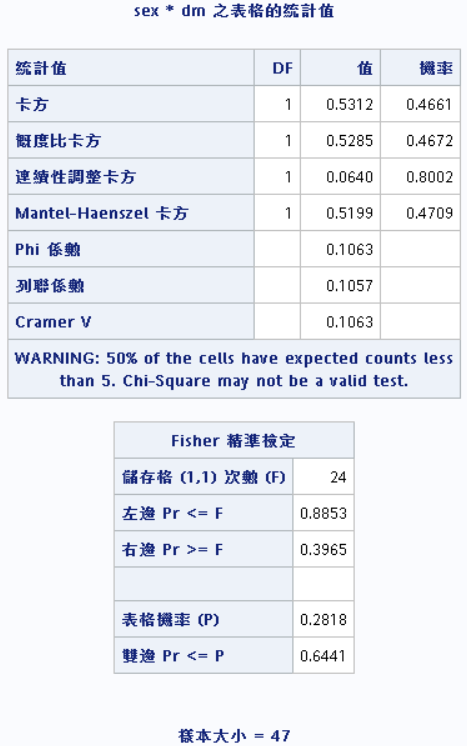 sex * drn 之表格的統計值
統計值 DF 值 機率
卡方 1 0.5312 0.4661
概度比卡方 1 0.5285 0.4672
連續性調整卡方 1 0.0640 0.8002
Mantel-Haenszel 卡方 1 0.5199 0.4709
Phi 係數 0.1063
列聯係數 0.1057
Cramer V 0.1063
WARNING: 50% of the cells have expected counts less
than 5. Chi-Square may not be a valid test.
Fisher 精準檢定
儲存格 (1,1) 次數 (F) 24
左邊 Pr <= F 0.8853
右邊 Pr >= F 0.3965
表格機率 (P) 0.2818
雙邊 Pr <= P 0.6441
樣本大小 = 47